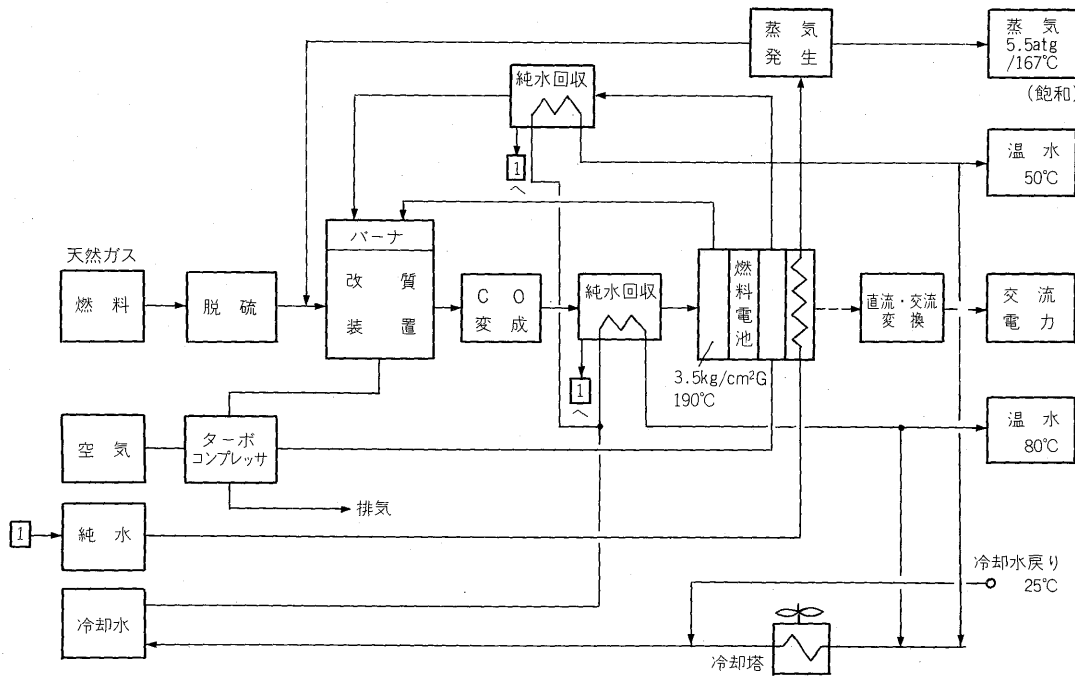 蒸気
発生
蒸気
5.5atg
/167℃
(飽和)
純水回収
1
へ
温水
50℃
バーナ
改質
装置
天然ガス
燃料
脱硫
CO
変成
純水回収
1
へ
燃料電池
3.5kg/cm²G
190℃
直流・交流
変換
交流
電力
空気
ターボ
コンプレッサ
排気
温水
80℃
1
純水
冷却水
冷却水戻り
25℃
冷却塔